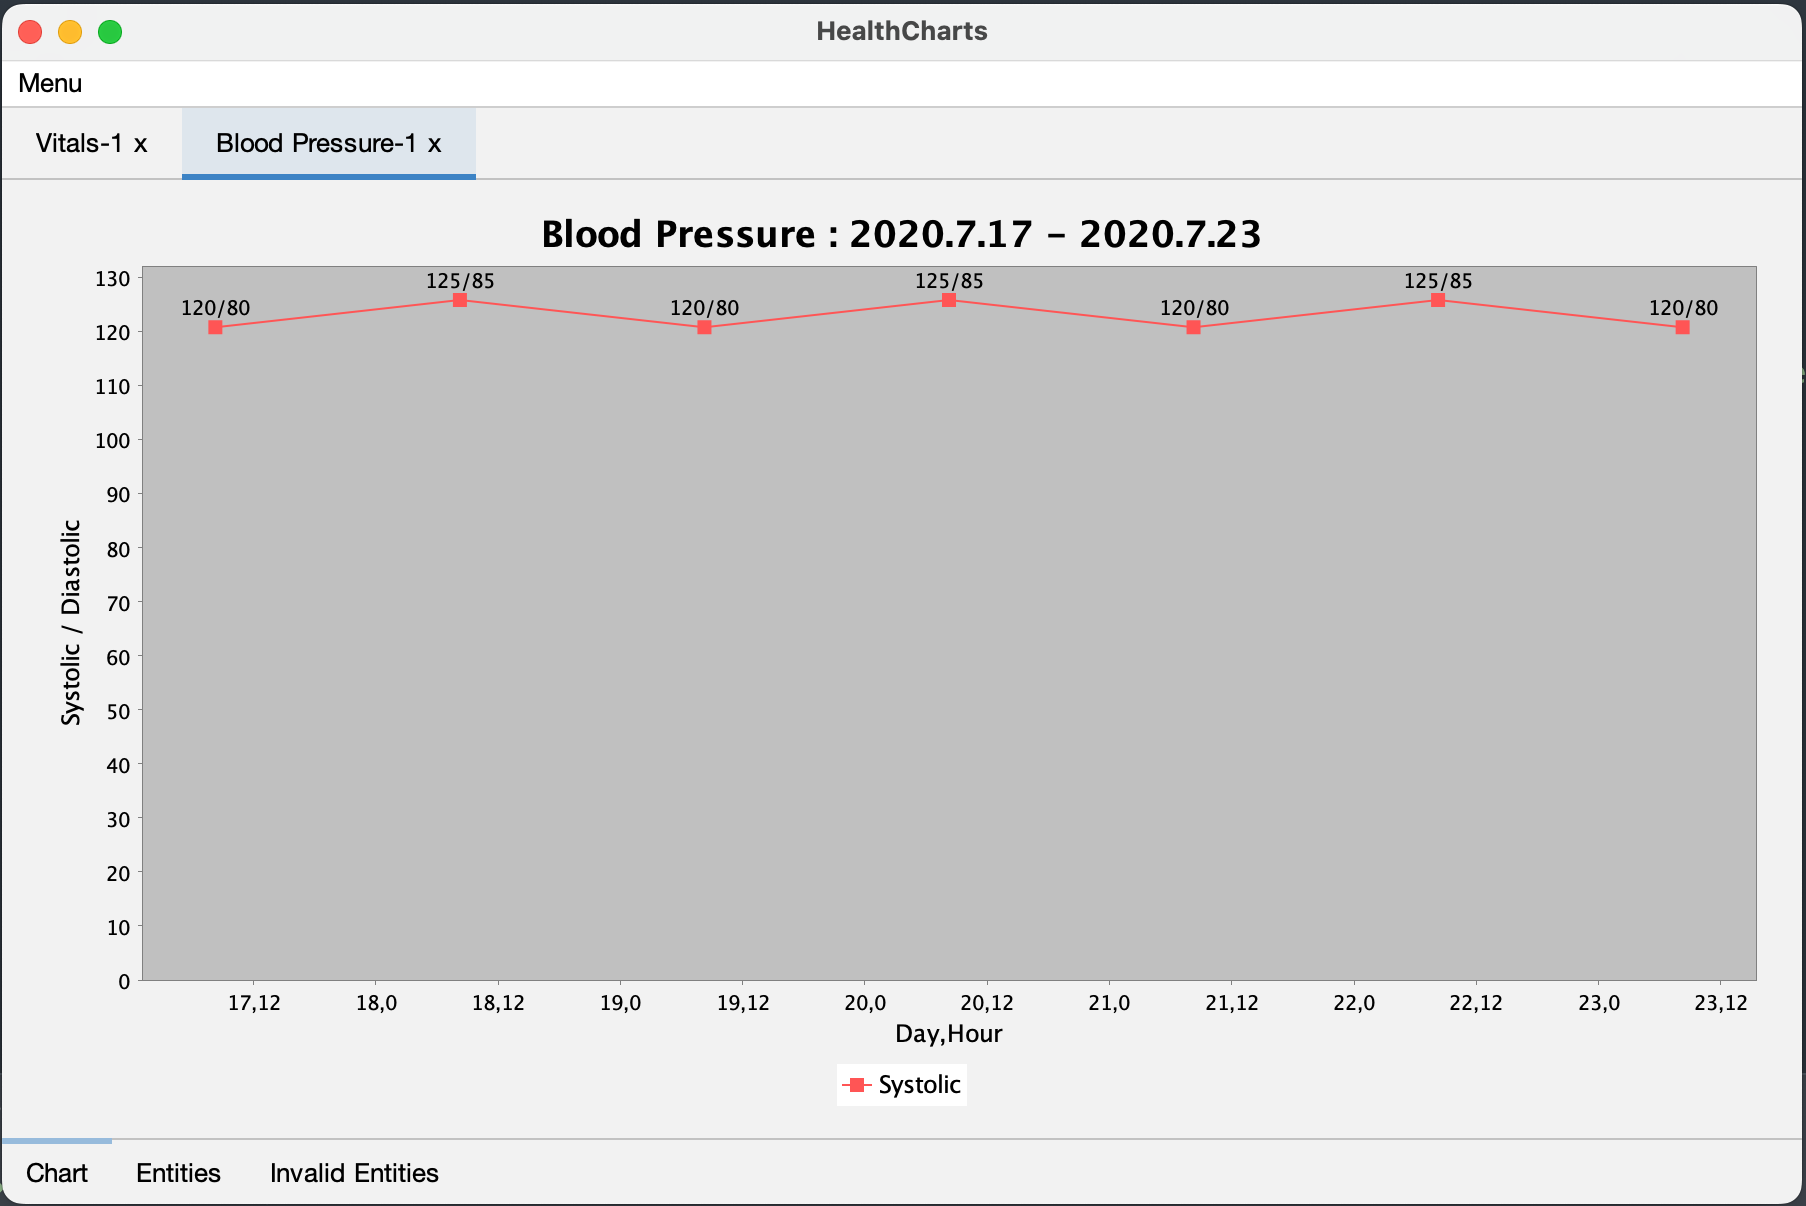 HealthCharts
Menu
Vitals-1 x Blood Pressure-1 x
Blood Pressure : 2020.7.17 - 2020.7.23
Systolic / Diastolic
130
120
110
100
90
80
70
60
50
40
30
20
10
0
120/80 125/85 120/80 125/85 120/80 125/85 120/80
17,12 18,0 18,12 19,0 19,12 20,0 20,12 21,0 21,12 22,0 22,12 23,0 23,12
Day,Hour
Systolic
Chart Entities Invalid Entities